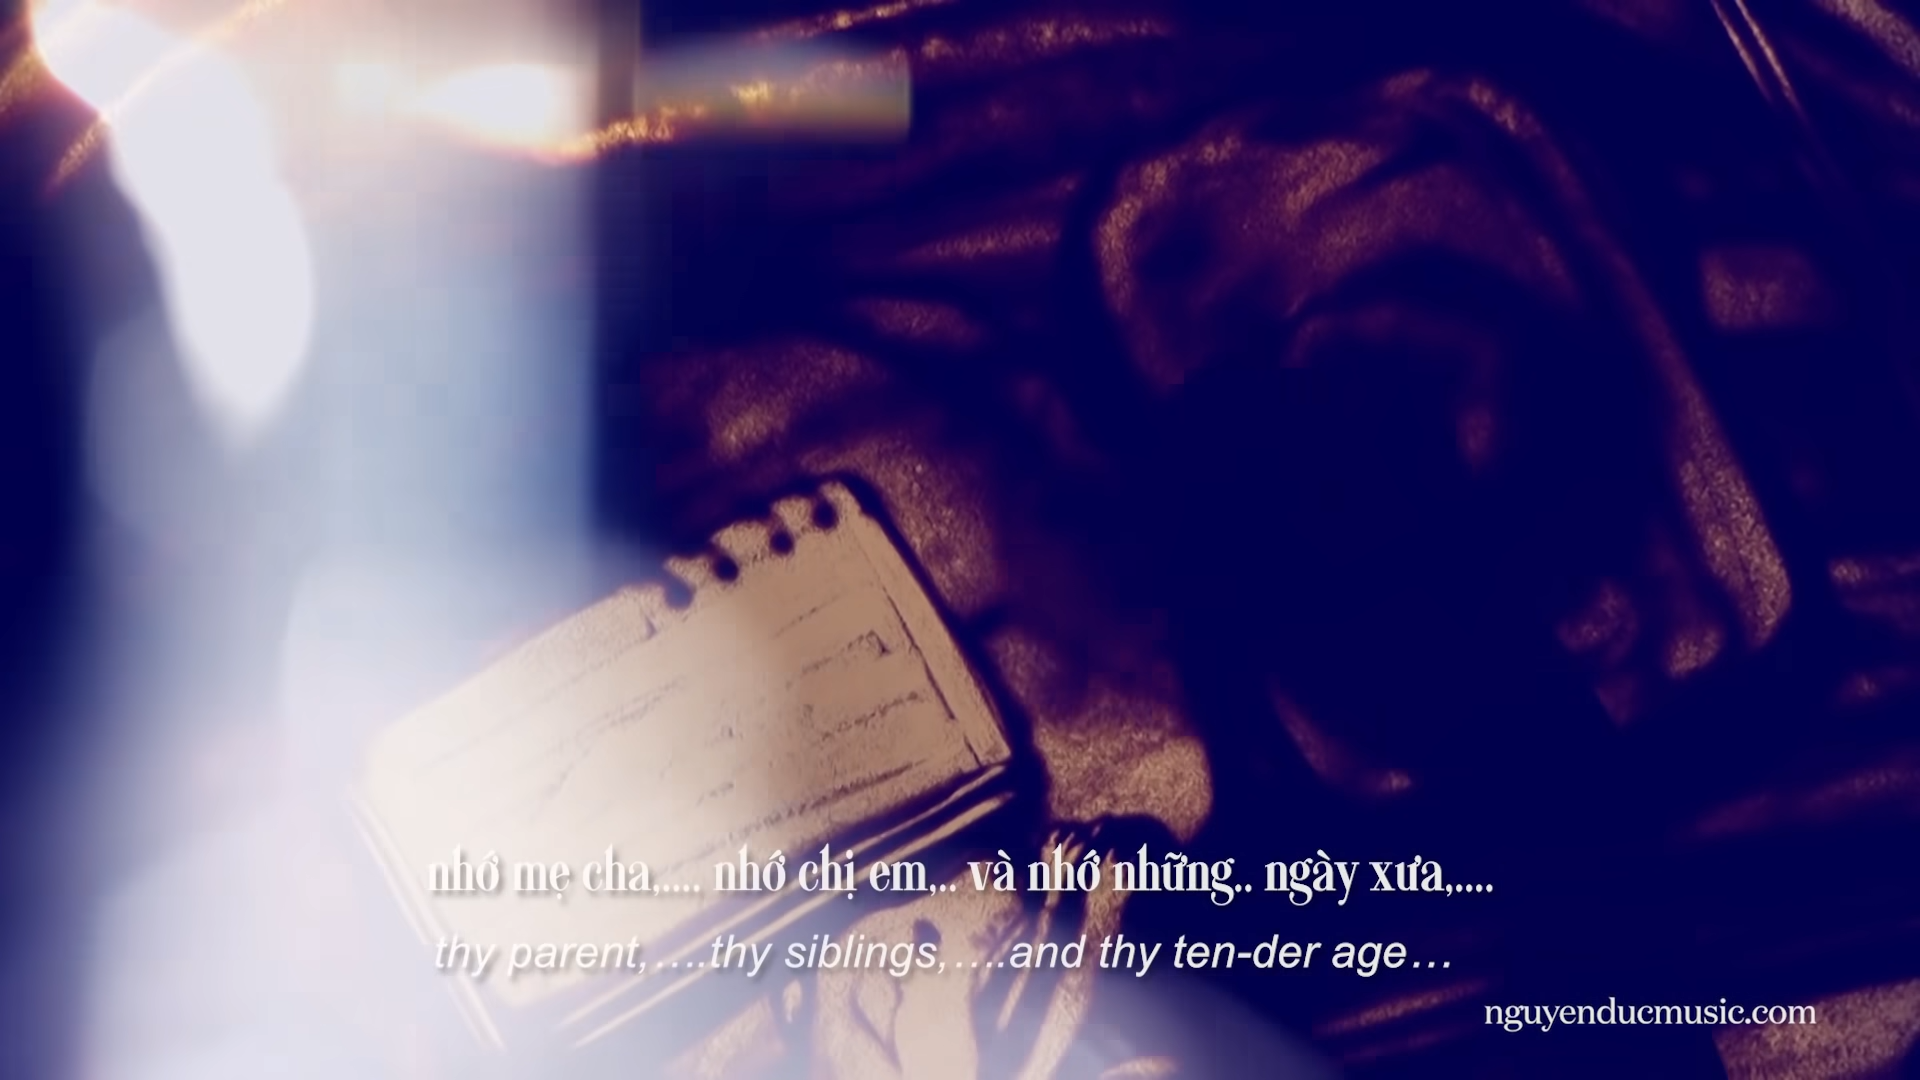 nhớ mẹ cha,.... nhớ chị em,.. và nhớ những.. ngày xưa,....
thy parent,….thy siblings,….and thy ten-der age…
nguyenducmusic.com